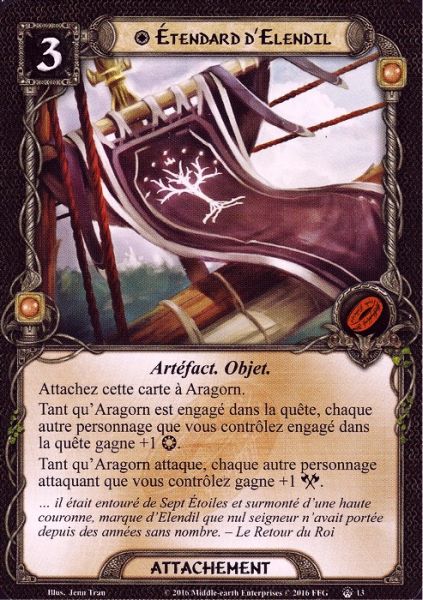 3
Étendard d'Elendil
Artéfact. Objet.
Attachez cette carte à Aragorn.
Tant qu'Aragorn est engagé dans la quête, chaque
autre personnage que vous contrôlez engagé dans
la quête gagne +1
Tant qu'Aragorn attaque, chaque autre personnage
attaquant que vous contrôlez gagne +1
… il était entouré de Sept Étoiles et surmonté d'une haute
couronne, marque d'Elendil que nul seigneur n'avait portée
depuis des années sans nombre. – Le Retour du Roi
ATTACHEMENT
Illus. Jenn Tran
© 2016 Middle-earth Enterprises © 2016 FFG
13